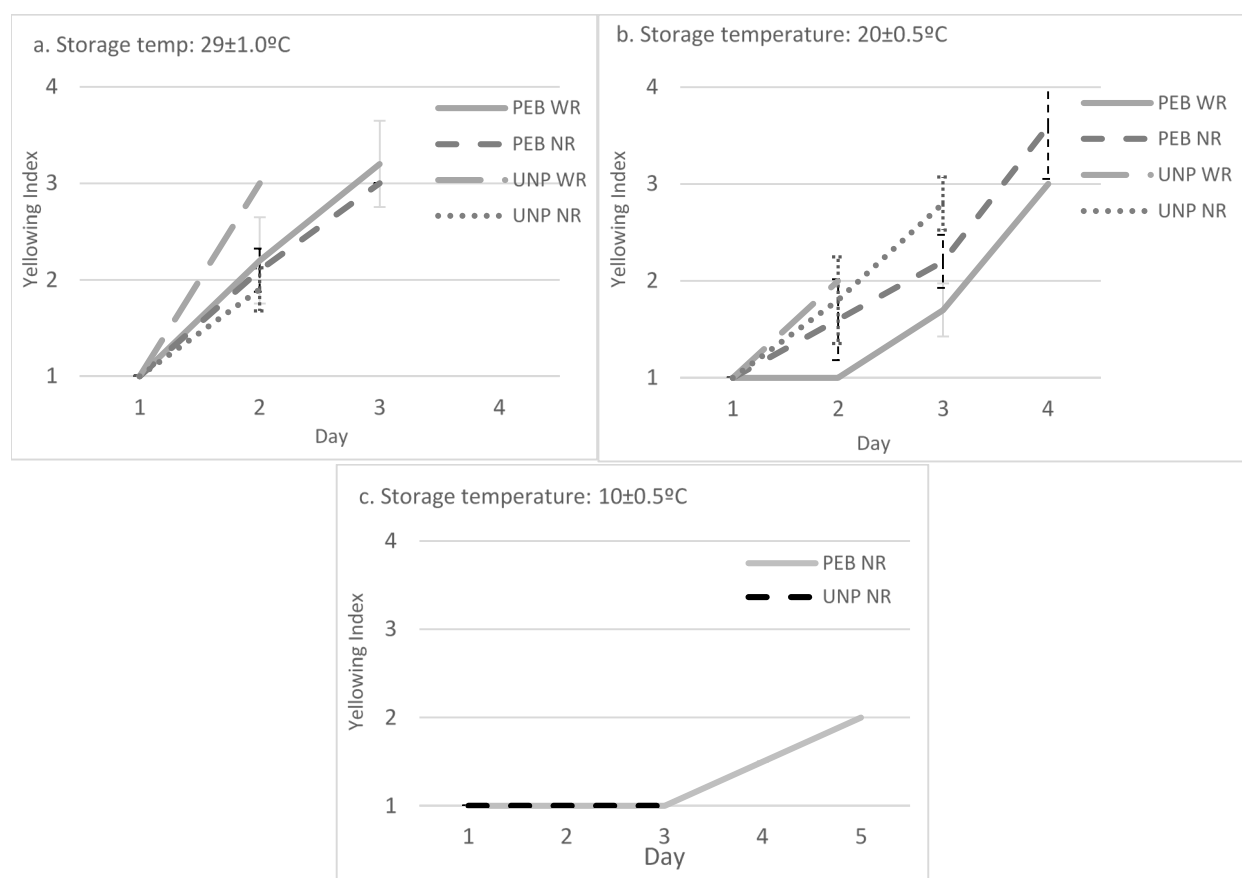 a. Storage temp: 29±1.0ºC
4
3
2
1
Yellowing Index
1 2 3 4
Day
PEB WR
PEB NR
UNP WR
UNP NR
b. Storage temperature: 20±0.5ºC
4
3
2
1
Yellowing Index
1 2 3 4
Day
PEB WR
PEB NR
UNP WR
UNP NR
c. Storage temperature: 10±0.5ºC
4
3
2
1
Yellowing Index
1 2 3 4 5
Day
PEB NR
UNP NR